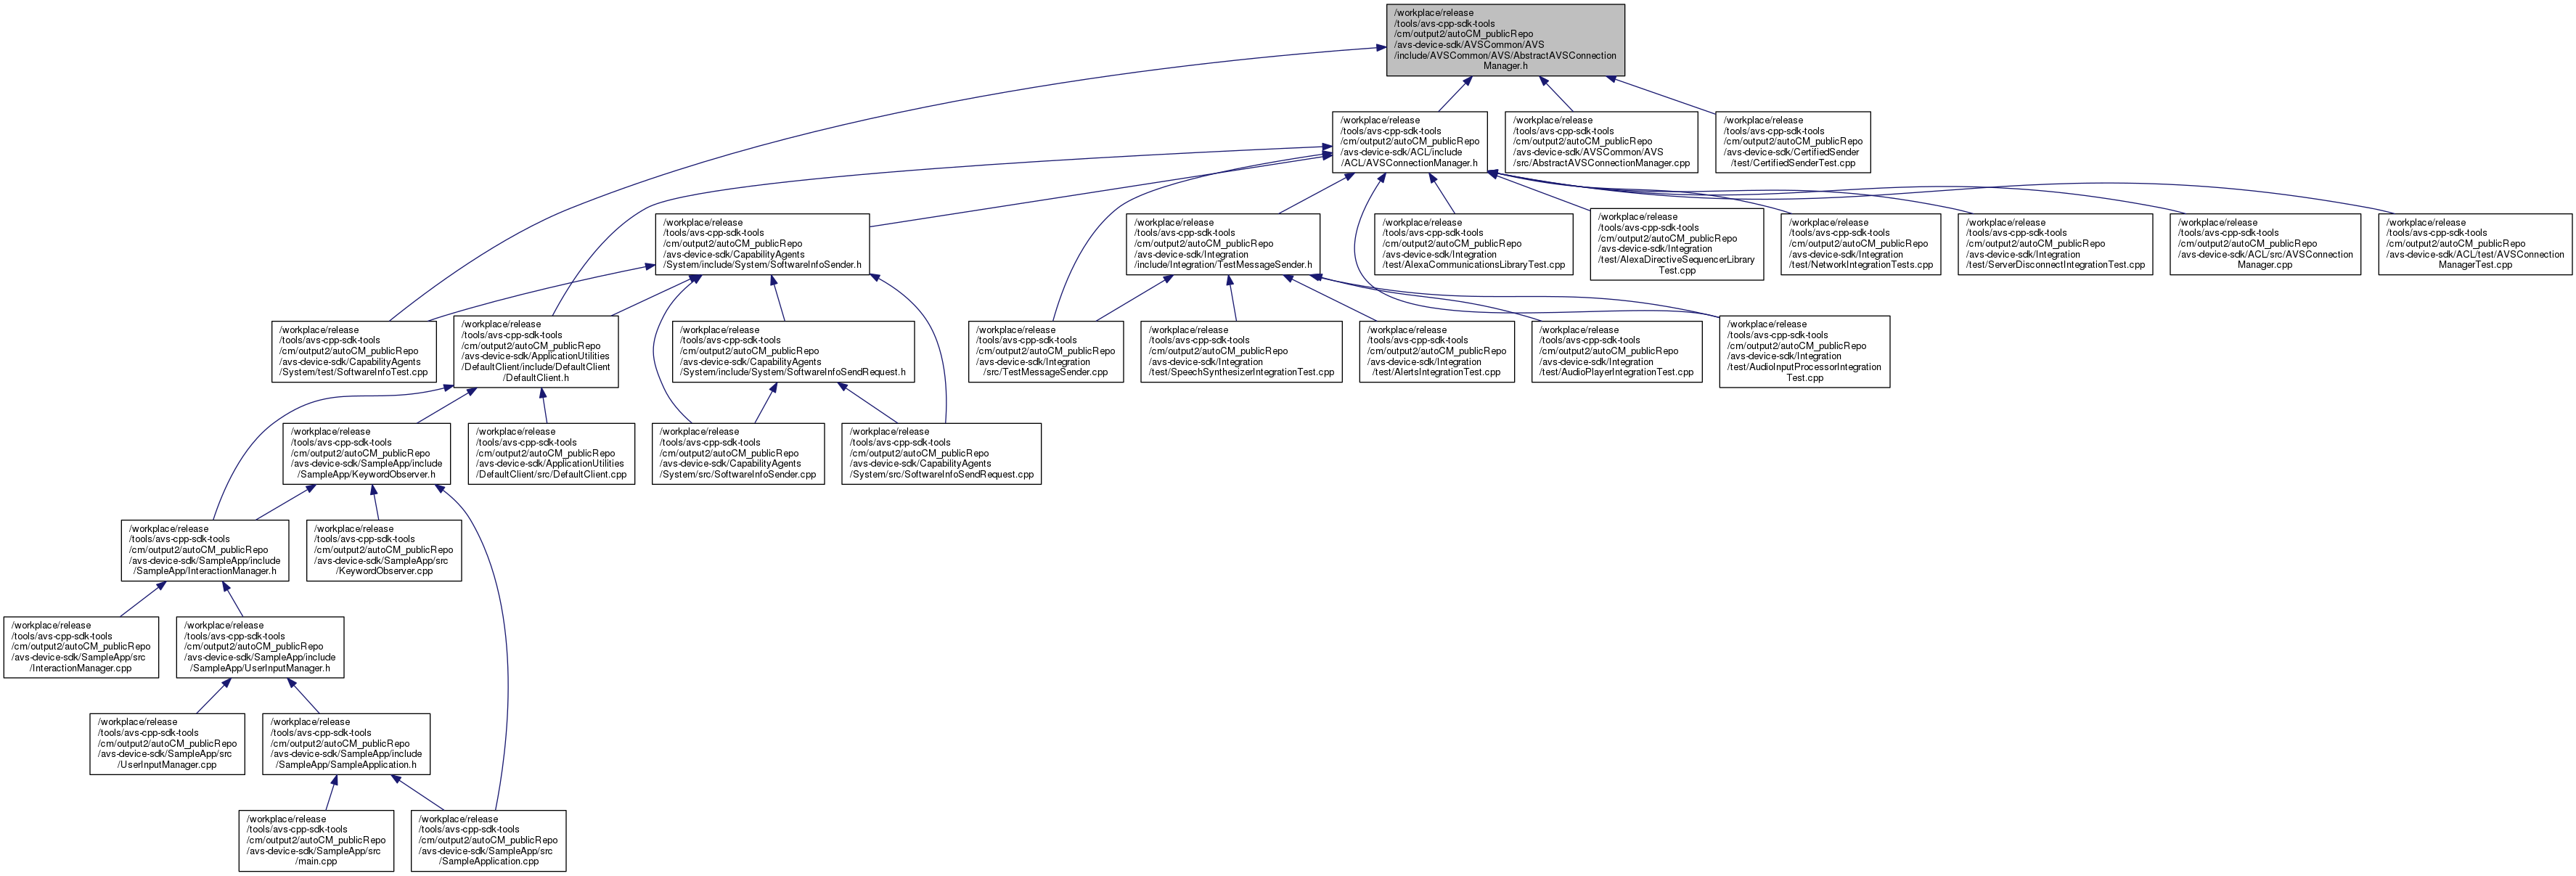 /workplace/release
/tools/avs-cpp-sdk-tools
/cm/output2/autoCM_publicRepo
/avs-device-sdk/AVSCommon/AVS
/include/AVSCommon/AVS/AbstractAVSConnection
Manager.h
/workplace/release
/tools/avs-cpp-sdk-tools
/cm/output2/autoCM_publicRepo
/avs-device-sdk/ACL/include
/ACL/AVSConnectionManager.h
/workplace/release
/tools/avs-cpp-sdk-tools
/cm/output2/autoCM_publicRepo
/avs-device-sdk/AVSCommon/AVS
/src/AbstractAVSConnectionManager.cpp
/workplace/release
/tools/avs-cpp-sdk-tools
/cm/output2/autoCM_publicRepo
/avs-device-sdk/CertifiedSender
/test/CertifiedSenderTest.cpp
/workplace/release
/tools/avs-cpp-sdk-tools
/cm/output2/autoCM_publicRepo
/avs-device-sdk/CapabilityAgents
/System/include/System/SoftwareInfoSender.h
/workplace/release
/tools/avs-cpp-sdk-tools
/cm/output2/autoCM_publicRepo
/avs-device-sdk/Integration
/include/Integration/TestMessageSender.h
/workplace/release
/tools/avs-cpp-sdk-tools
/cm/output2/autoCM_publicRepo
/avs-device-sdk/Integration
/test/AlexaCommunicationsLibraryTest.cpp
/workplace/release
/tools/avs-cpp-sdk-tools
/cm/output2/autoCM_publicRepo
/avs-device-sdk/Integration
/test/AlexaDirectiveSequencerLibrary
Test.cpp
/workplace/release
/tools/avs-cpp-sdk-tools
/cm/output2/autoCM_publicRepo
/avs-device-sdk/Integration
/test/NetworkIntegrationTests.cpp
/workplace/release
/tools/avs-cpp-sdk-tools
/cm/output2/autoCM_publicRepo
/avs-device-sdk/Integration
/test/ServerDisconnectIntegrationTest.cpp
/workplace/release
/tools/avs-cpp-sdk-tools
/cm/output2/autoCM_publicRepo
/avs-device-sdk/ACL/src/AVSConnection
Manager.cpp
/workplace/release
/tools/avs-cpp-sdk-tools
/cm/output2/autoCM_publicRepo
/avs-device-sdk/ACL/test/AVSConnection
ManagerTest.cpp
/workplace/release
/tools/avs-cpp-sdk-tools
/cm/output2/autoCM_publicRepo
/avs-device-sdk/CapabilityAgents
/System/test/SoftwareInfoTest.cpp
/workplace/release
/tools/avs-cpp-sdk-tools
/cm/output2/autoCM_publicRepo
/avs-device-sdk/ApplicationUtilities
/DefaultClient/include/DefaultClient
/DefaultClient.h
/workplace/release
/tools/avs-cpp-sdk-tools
/cm/output2/autoCM_publicRepo
/avs-device-sdk/CapabilityAgents
/System/include/System/SoftwareInfoSendRequest.h
/workplace/release
/tools/avs-cpp-sdk-tools
/cm/output2/autoCM_publicRepo
/avs-device-sdk/Integration
/src/TestMessageSender.cpp
/workplace/release
/tools/avs-cpp-sdk-tools
/cm/output2/autoCM_publicRepo
/avs-device-sdk/Integration
/test/SpeechSynthesizerIntegrationTest.cpp
/workplace/release
/tools/avs-cpp-sdk-tools
/cm/output2/autoCM_publicRepo
/avs-device-sdk/Integration
/test/AlertsIntegrationTest.cpp
/workplace/release
/tools/avs-cpp-sdk-tools
/cm/output2/autoCM_publicRepo
/avs-device-sdk/Integration
/test/AudioPlayerIntegrationTest.cpp
/workplace/release
/tools/avs-cpp-sdk-tools
/cm/output2/autoCM_publicRepo
/avs-device-sdk/Integration
/test/AudioInputProcessorIntegration
Test.cpp
/workplace/release
/tools/avs-cpp-sdk-tools
/cm/output2/autoCM_publicRepo
/avs-device-sdk/SampleApp/include
/SampleApp/KeywordObserver.h
/workplace/release
/tools/avs-cpp-sdk-tools
/cm/output2/autoCM_publicRepo
/avs-device-sdk/ApplicationUtilities
/DefaultClient/src/DefaultClient.cpp
/workplace/release
/tools/avs-cpp-sdk-tools
/cm/output2/autoCM_publicRepo
/avs-device-sdk/CapabilityAgents
/System/src/SoftwareInfoSender.cpp
/workplace/release
/tools/avs-cpp-sdk-tools
/cm/output2/autoCM_publicRepo
/avs-device-sdk/CapabilityAgents
/System/src/SoftwareInfoSendRequest.cpp
/workplace/release
/tools/avs-cpp-sdk-tools
/cm/output2/autoCM_publicRepo
/avs-device-sdk/SampleApp/include
/SampleApp/InteractionManager.h
/workplace/release
/tools/avs-cpp-sdk-tools
/cm/output2/autoCM_publicRepo
/avs-device-sdk/SampleApp/src
/KeywordObserver.cpp
/workplace/release
/tools/avs-cpp-sdk-tools
/cm/output2/autoCM_publicRepo
/avs-device-sdk/SampleApp/src
/InteractionManager.cpp
/workplace/release
/tools/avs-cpp-sdk-tools
/cm/output2/autoCM_publicRepo
/avs-device-sdk/SampleApp/include
/SampleApp/UserInputManager.h
/workplace/release
/tools/avs-cpp-sdk-tools
/cm/output2/autoCM_publicRepo
/avs-device-sdk/SampleApp/src
/UserInputManager.cpp
/workplace/release
/tools/avs-cpp-sdk-tools
/cm/output2/autoCM_publicRepo
/avs-device-sdk/SampleApp/include
/SampleApp/SampleApplication.h
/workplace/release
/tools/avs-cpp-sdk-tools
/cm/output2/autoCM_publicRepo
/avs-device-sdk/SampleApp/src
/main.cpp
/workplace/release
/tools/avs-cpp-sdk-tools
/cm/output2/autoCM_publicRepo
/avs-device-sdk/SampleApp/src
/SampleApplication.cpp